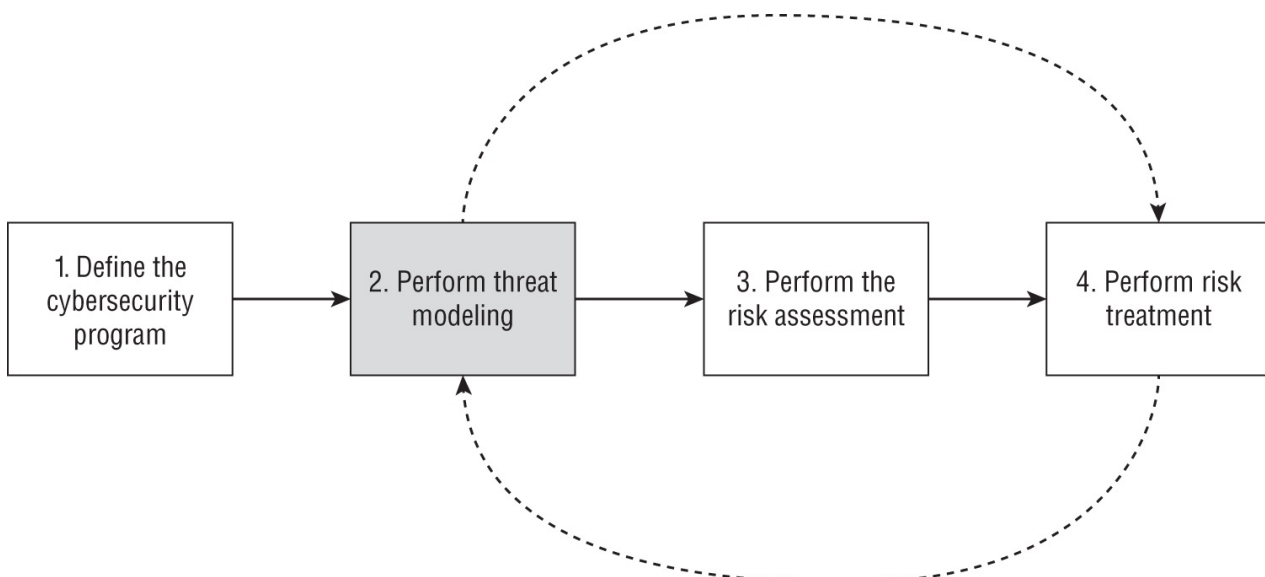 1. Define the
cybersecurity
program
2. Perform threat
modeling
3. Perform the
risk assessment
4. Perform risk
treatment